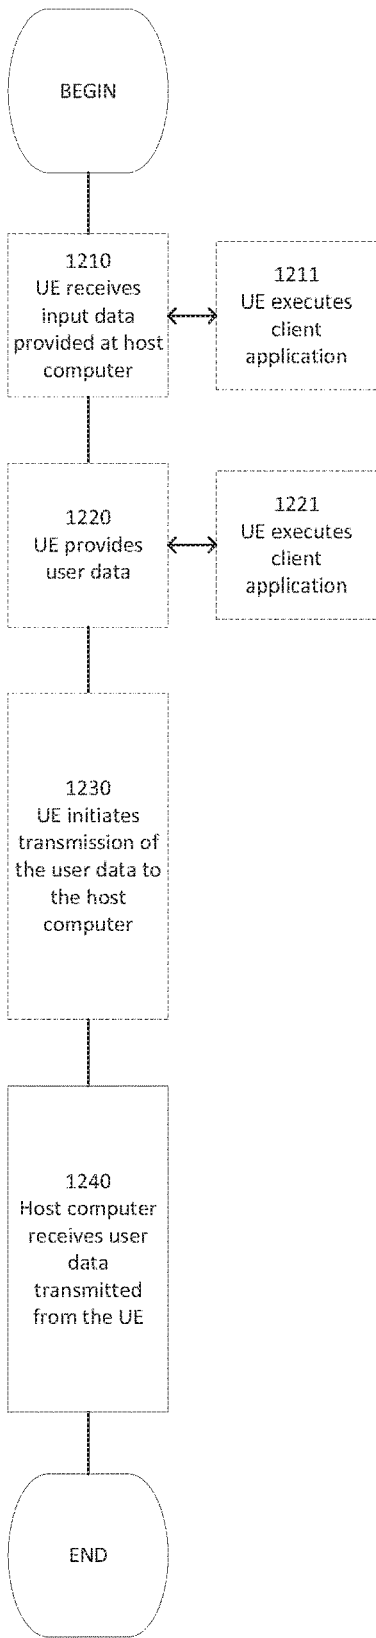 BEGIN
1210
UE receives
input data
provided at host
computer
1211
UE executes
client
application
1220
UE provides
user data
1221
UE executes
client
application
1230
UE initiates
transmission of
the user data to
the host
computer
1240
Host computer
receives user
data
transmitted
from the UE
END